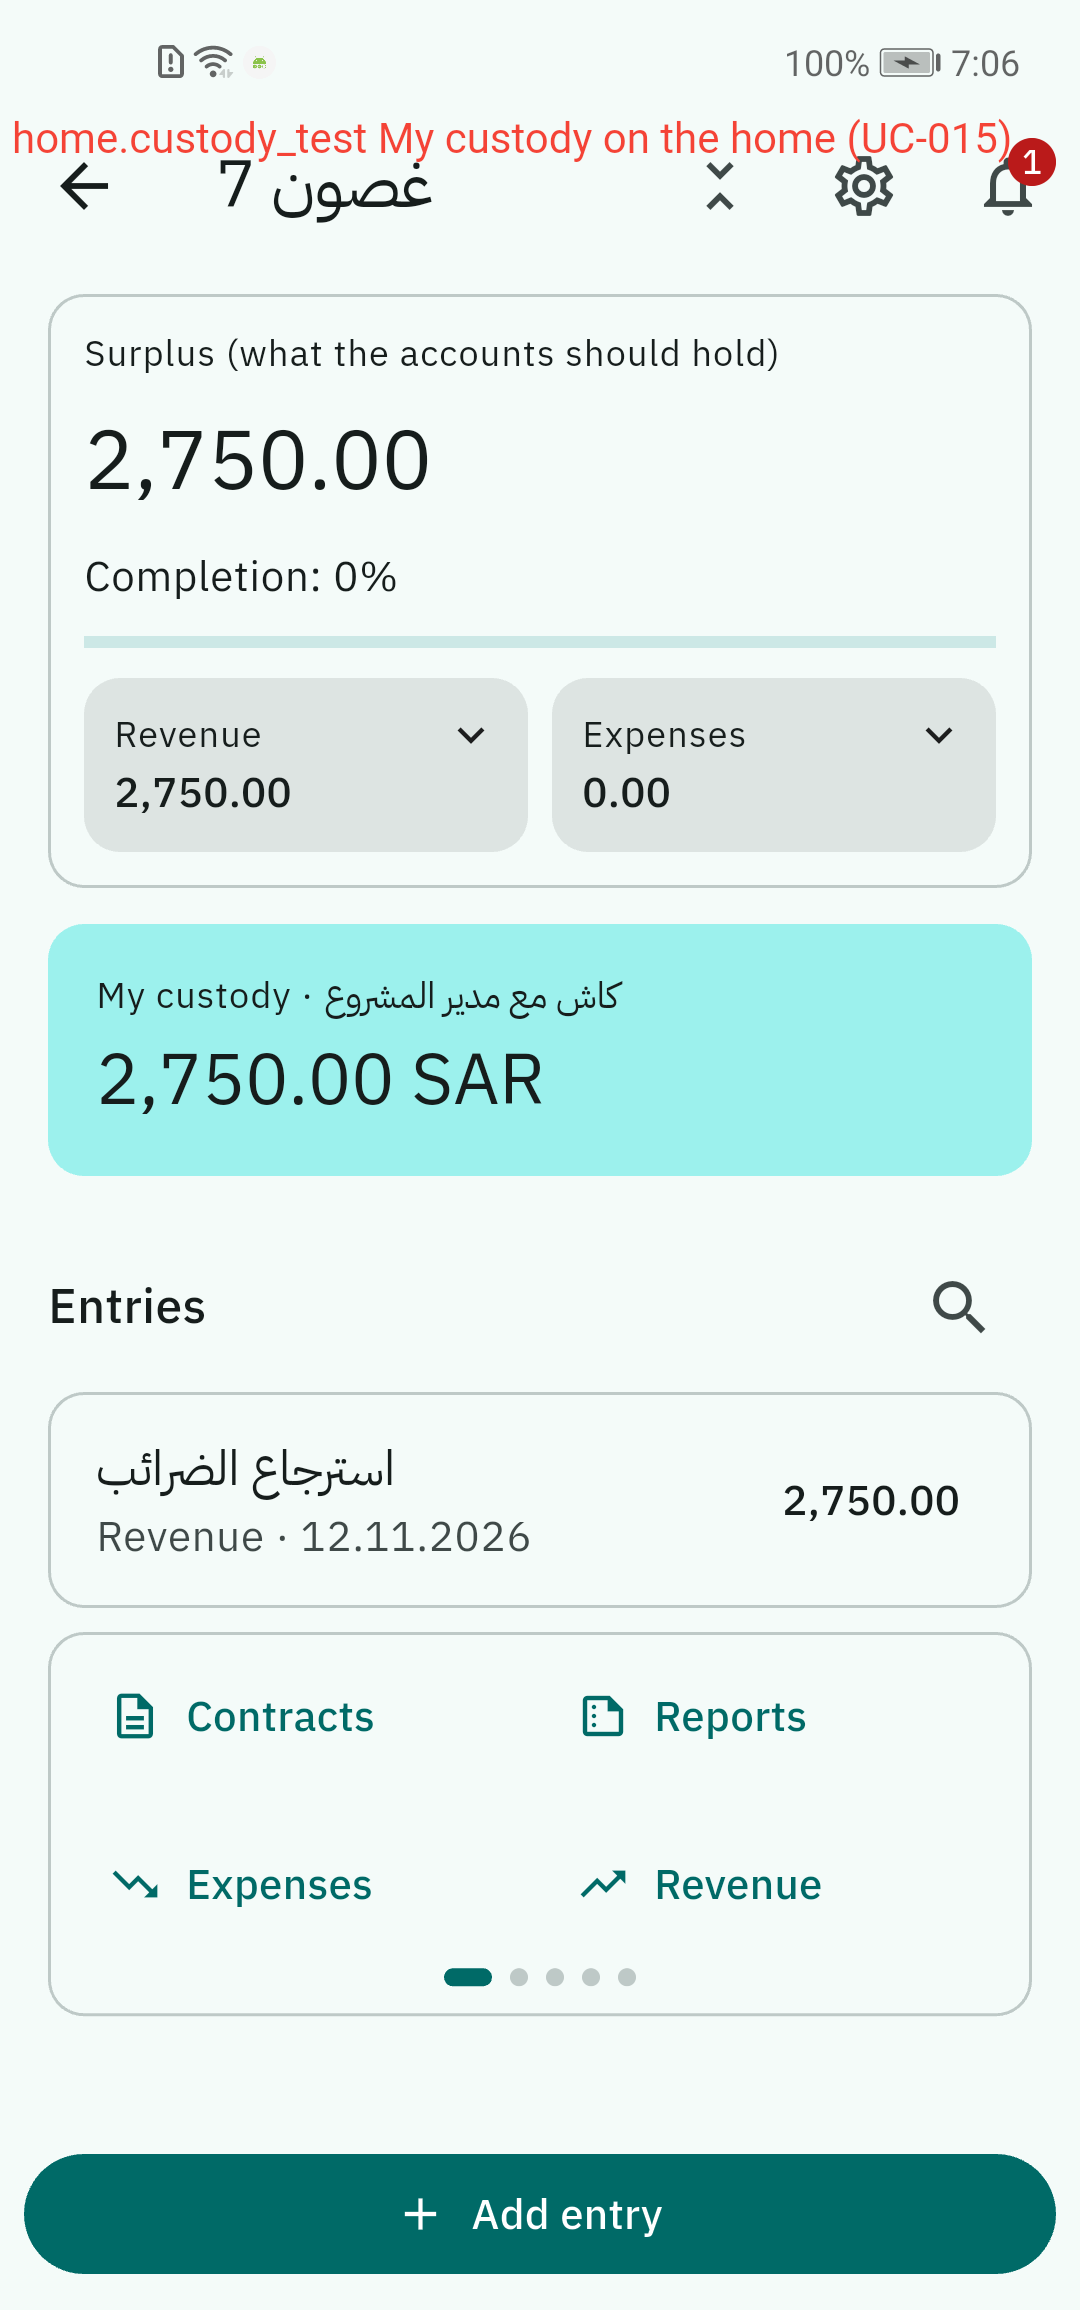 100% 7:06
home.custody_test My custody on the home (UC-015)
غصون 7
1
Surplus (what the accounts should hold)
2,750.00
Completion: 0%
Revenue
2,750.00
Expenses
0.00
My custody · كاش مع مدير المشروع
2,750.00 SAR
Entries
استرجاع الضرائب
Revenue · 12.11.2026
2,750.00
Contracts
Reports
Expenses
Revenue
Add entry